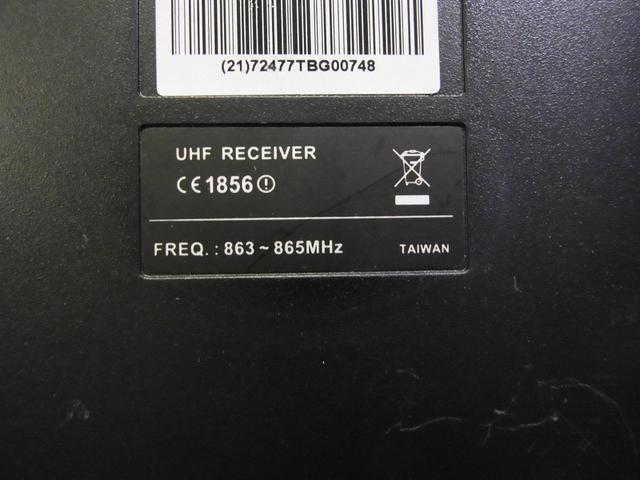 (21)72477TBG00748
UHF RECEIVER
CE1856
FREQ. : 863 ~ 865MHz
TAIWAN